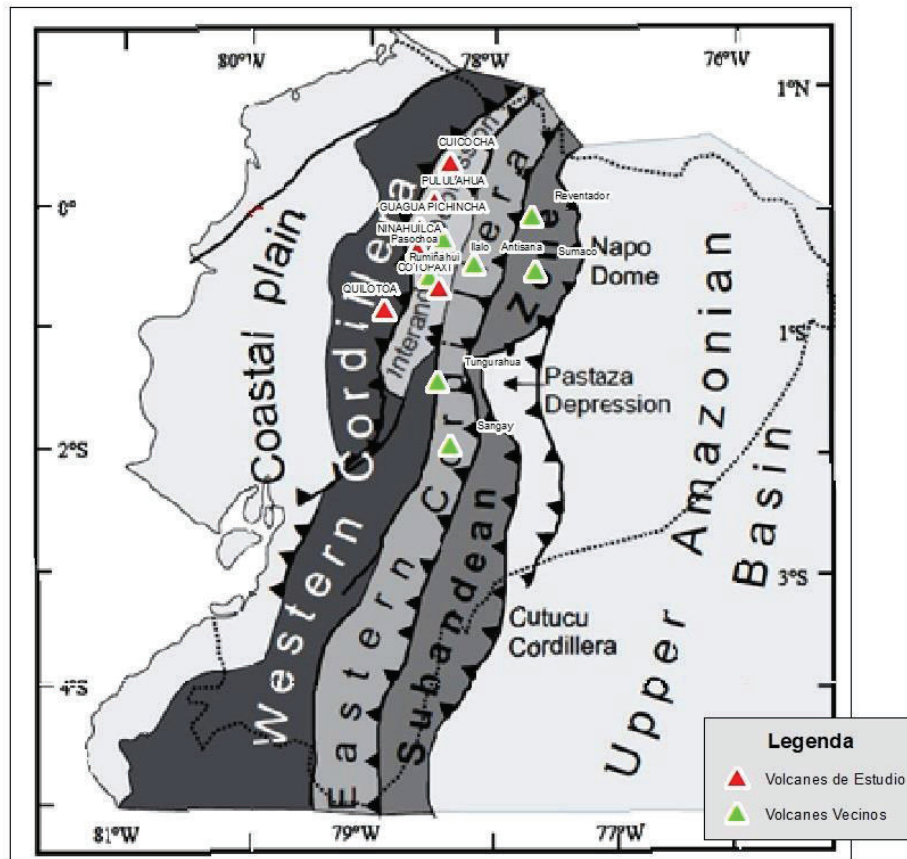 80°W
78°W
76°W
1°N
0°
1°S
2°S
3°S
4°S
81°W
79°W
77°W
CUICOCHA
PULULAHUA
GUAGUA PICHINCHA
NINAHUILCA
Pasochoa
Rumiñahui
COTOPAXI
QUILOTOA
Ilalo
Antisana
Reventador
Sumaco
Tungurahua
Sangay
Coastal plain
Western Cordillera
Eastern Cordillera
Subandean Zone
Napo
Dome
Pastaza
Depression
Cutucu
Cordillera
Upper Amazonian
Basin
Legenda
Volcanes de Estudio
Volcanes Vecinos